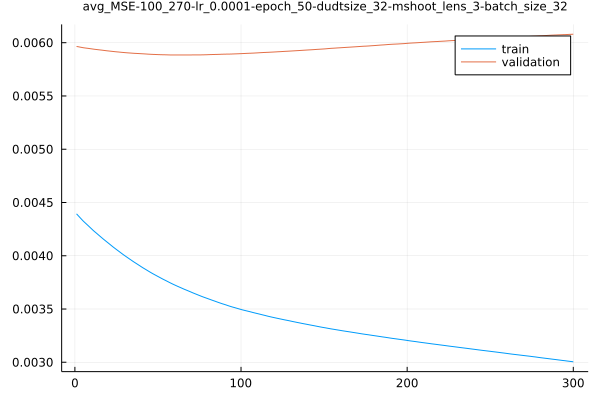 avg_MSE-100_270-lr_0.0001-epoch_50-dudtsize_32-mshoot_lens_3-batch_size_32
0.0060
train
validation
0.0055
0.0050
0.0045
0.0040
0.0035
0.0030
0 100 200 300